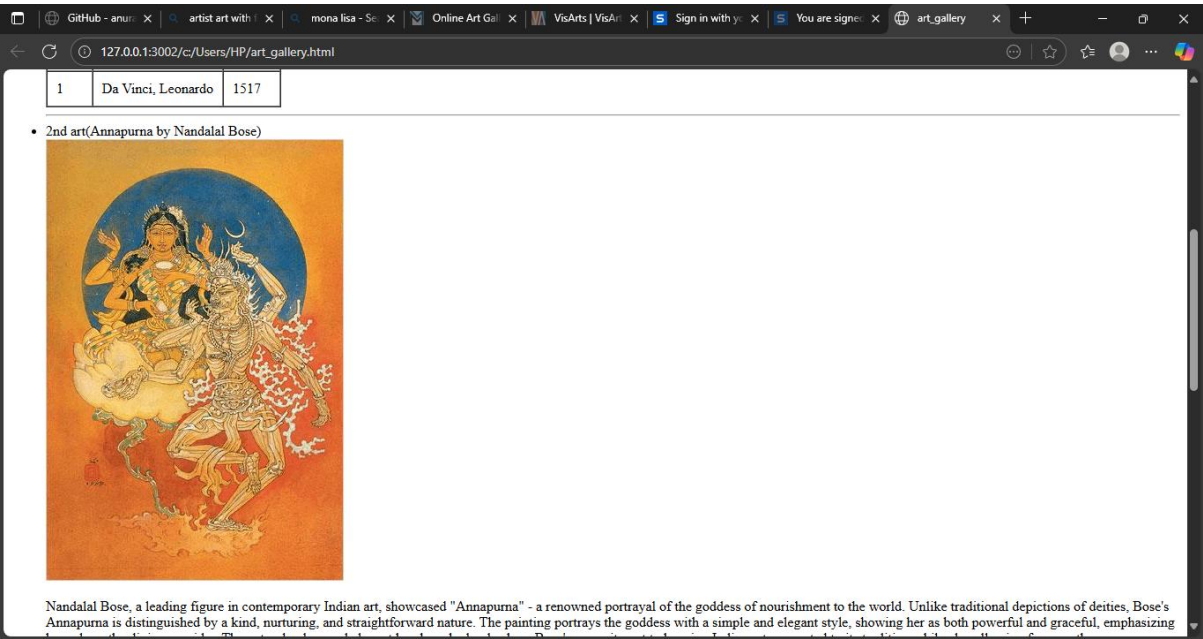 GitHub - anura
artist art with f
mona lisa - Se
Online Art Gall
VisArts | VisArt
Sign in with yo
You are signed
art_gallery
127.0.0.1:3002/c:/Users/HP/art_gallery.html
1 Da Vinci, Leonardo 1517
2nd art(Annapurna by Nandalal Bose)
Nandalal Bose, a leading figure in contemporary Indian art, showcased "Annapurna" - a renowned portrayal of the goddess of nourishment to the world. Unlike traditional depictions of deities, Bose's
Annapurna is distinguished by a kind, nurturing, and straightforward nature. The painting portrays the goddess with a simple and elegant style, showing her as both powerful and graceful, emphasizing